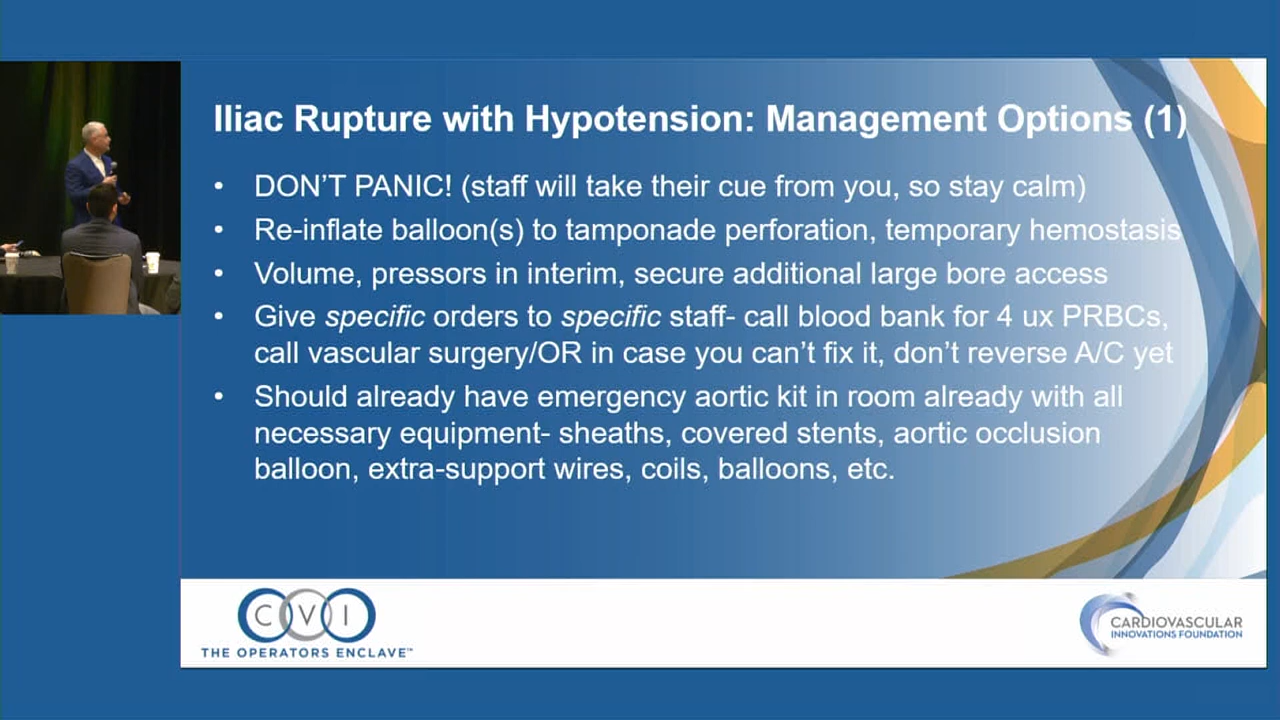 Iliac Rupture with Hypotension: Management Options (1)
• DON'T PANIC! (staff will take their cue from you, so stay calm)
• Re-inflate balloon(s) to tamponade perforation, temporary hemostasis
• Volume, pressors in interim, secure additional large bore access
• Give specific orders to specific staff- call blood bank for 4 ux PRBCs,
call vascular surgery/OR in case you can't fix it, don't reverse A/C yet
• Should already have emergency aortic kit in room already with all
necessary equipment- sheaths, covered stents, aortic occlusion
balloon, extra-support wires, coils, balloons, etc.
CVI
THE OPERATORS ENCLAVE™
CARDIOVASCULAR
INNOVATIONS FOUNDATION